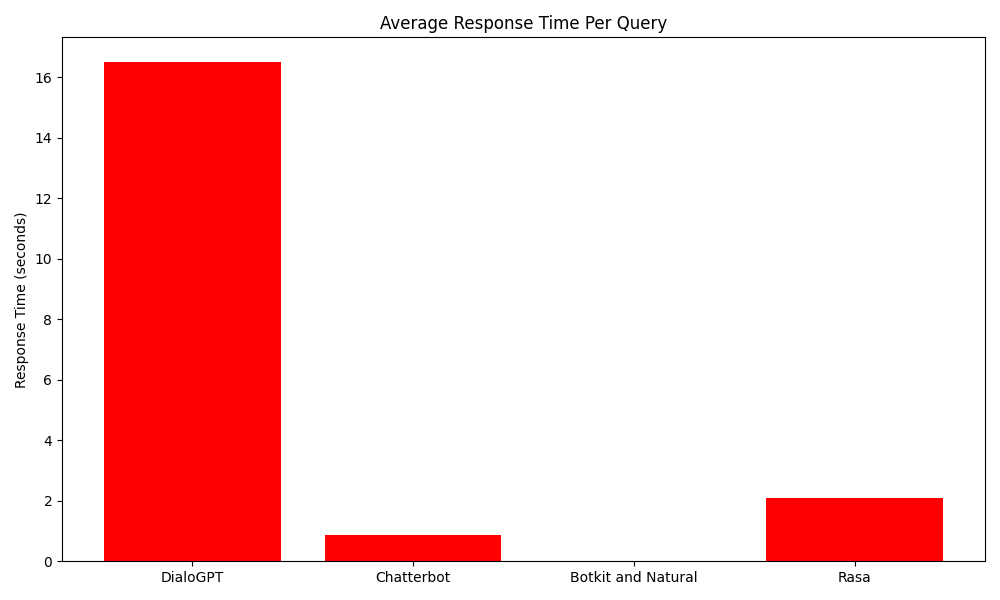 Average Response Time Per Query
Response Time (seconds)
16
14
12
10
8
6
4
2
0
DialoGPT
Chatterbot
Botkit and Natural
Rasa